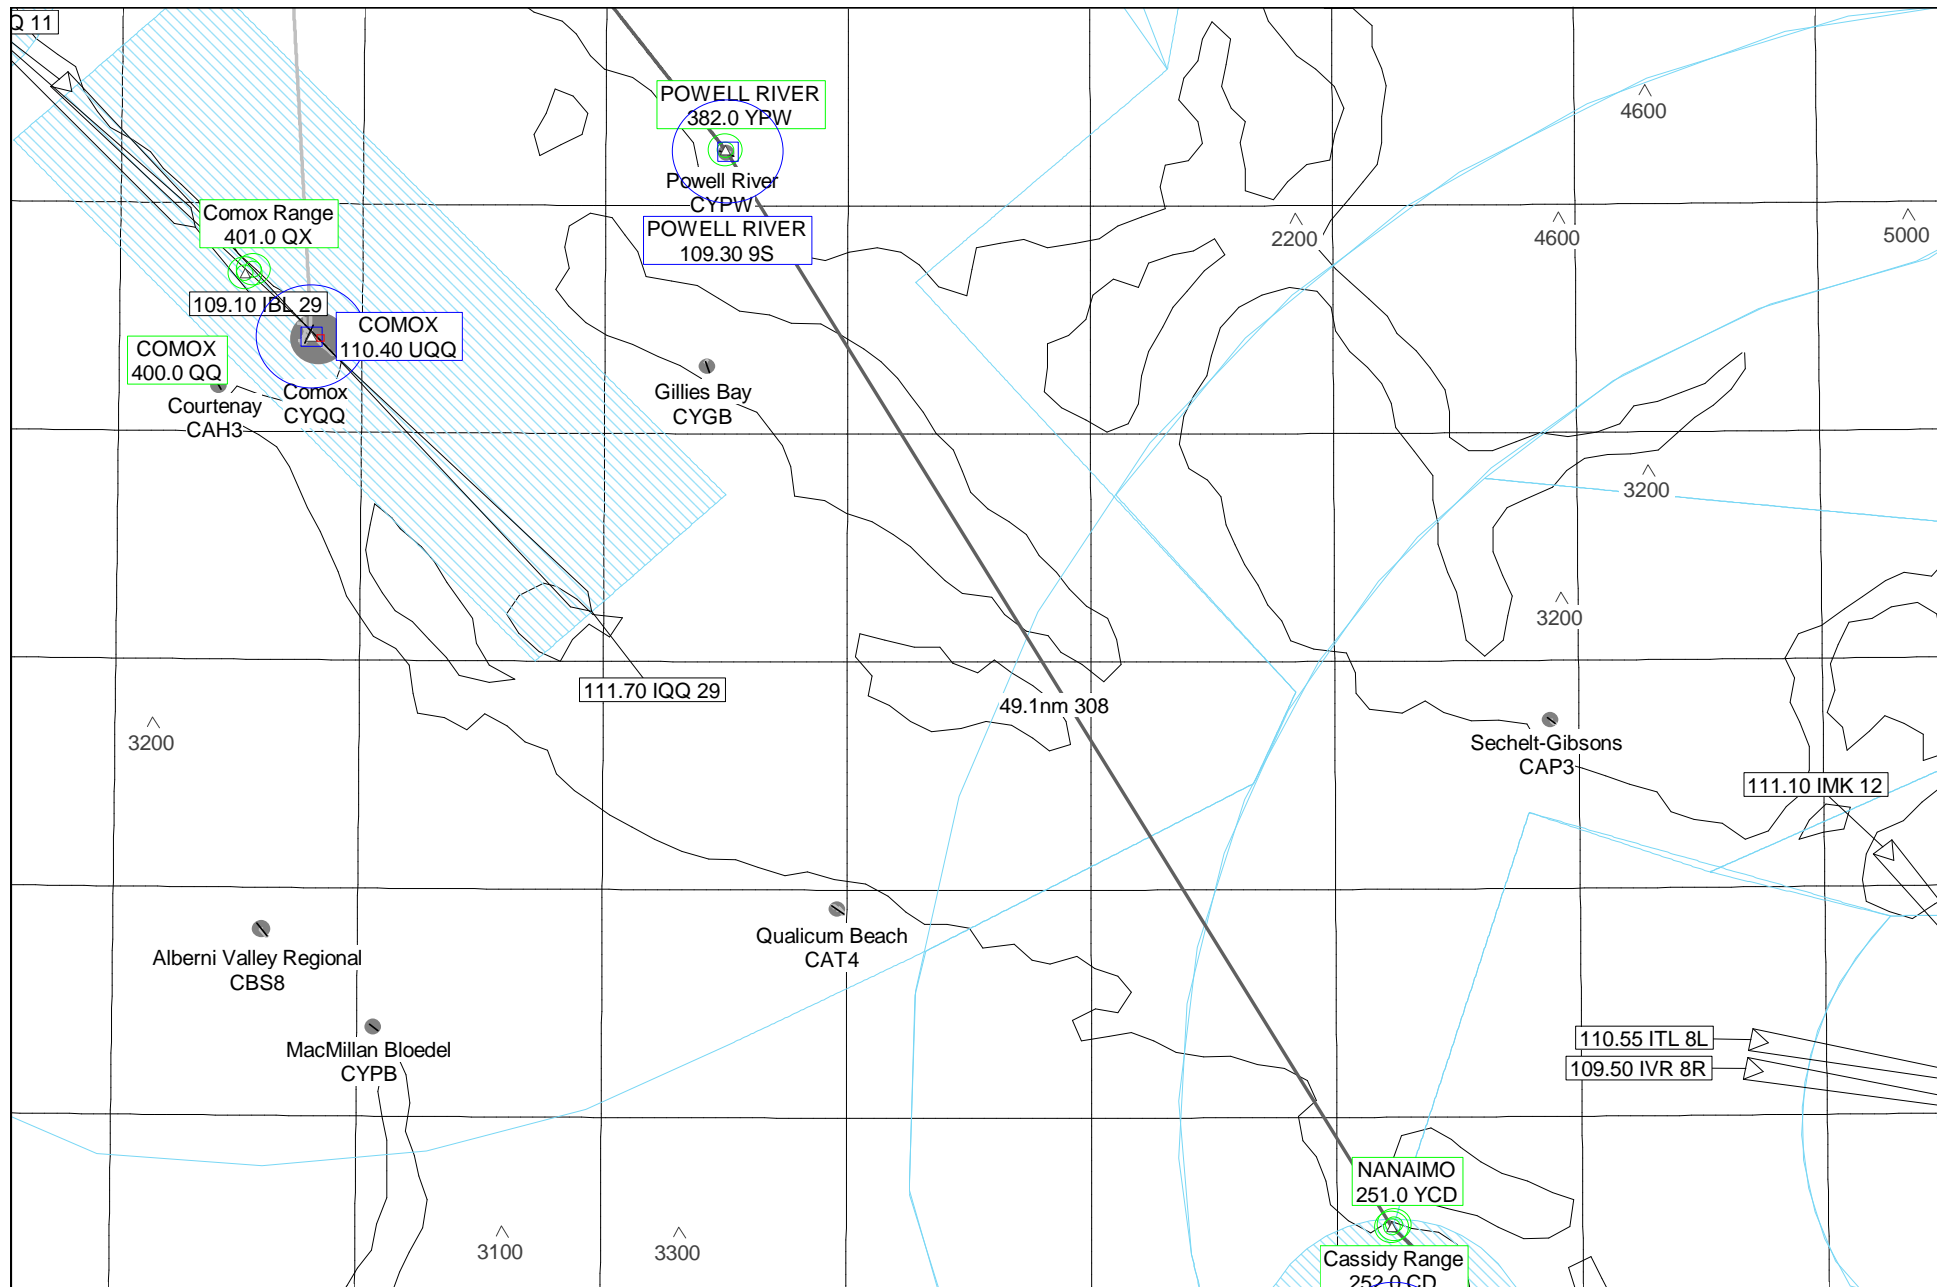 Q 11
POWELL RIVER
382.0 YPW
4600
Powell River
CYPW
Comox Range
401.0 QX
POWELL RIVER
109.30 9S
2200
4600
5000
109.10 IBL 29
COMOX
110.40 UQQ
COMOX
400.0 QQ
Courtenay
CAH3
Comox
CYQQ
Gillies Bay
CYGB
3200
3200
111.70 IQQ 29
49.1nm 308
3200
Sechelt-Gibsons
CAP3
111.10 IMK 12
Qualicum Beach
CAT4
Alberni Valley Regional
CBS8
MacMillan Bloedel
CYPB
110.55 ITL 8L
109.50 IVR 8R
NANAIMO
251.0 YCD
3100
3300
Cassidy Range
252.0 CD